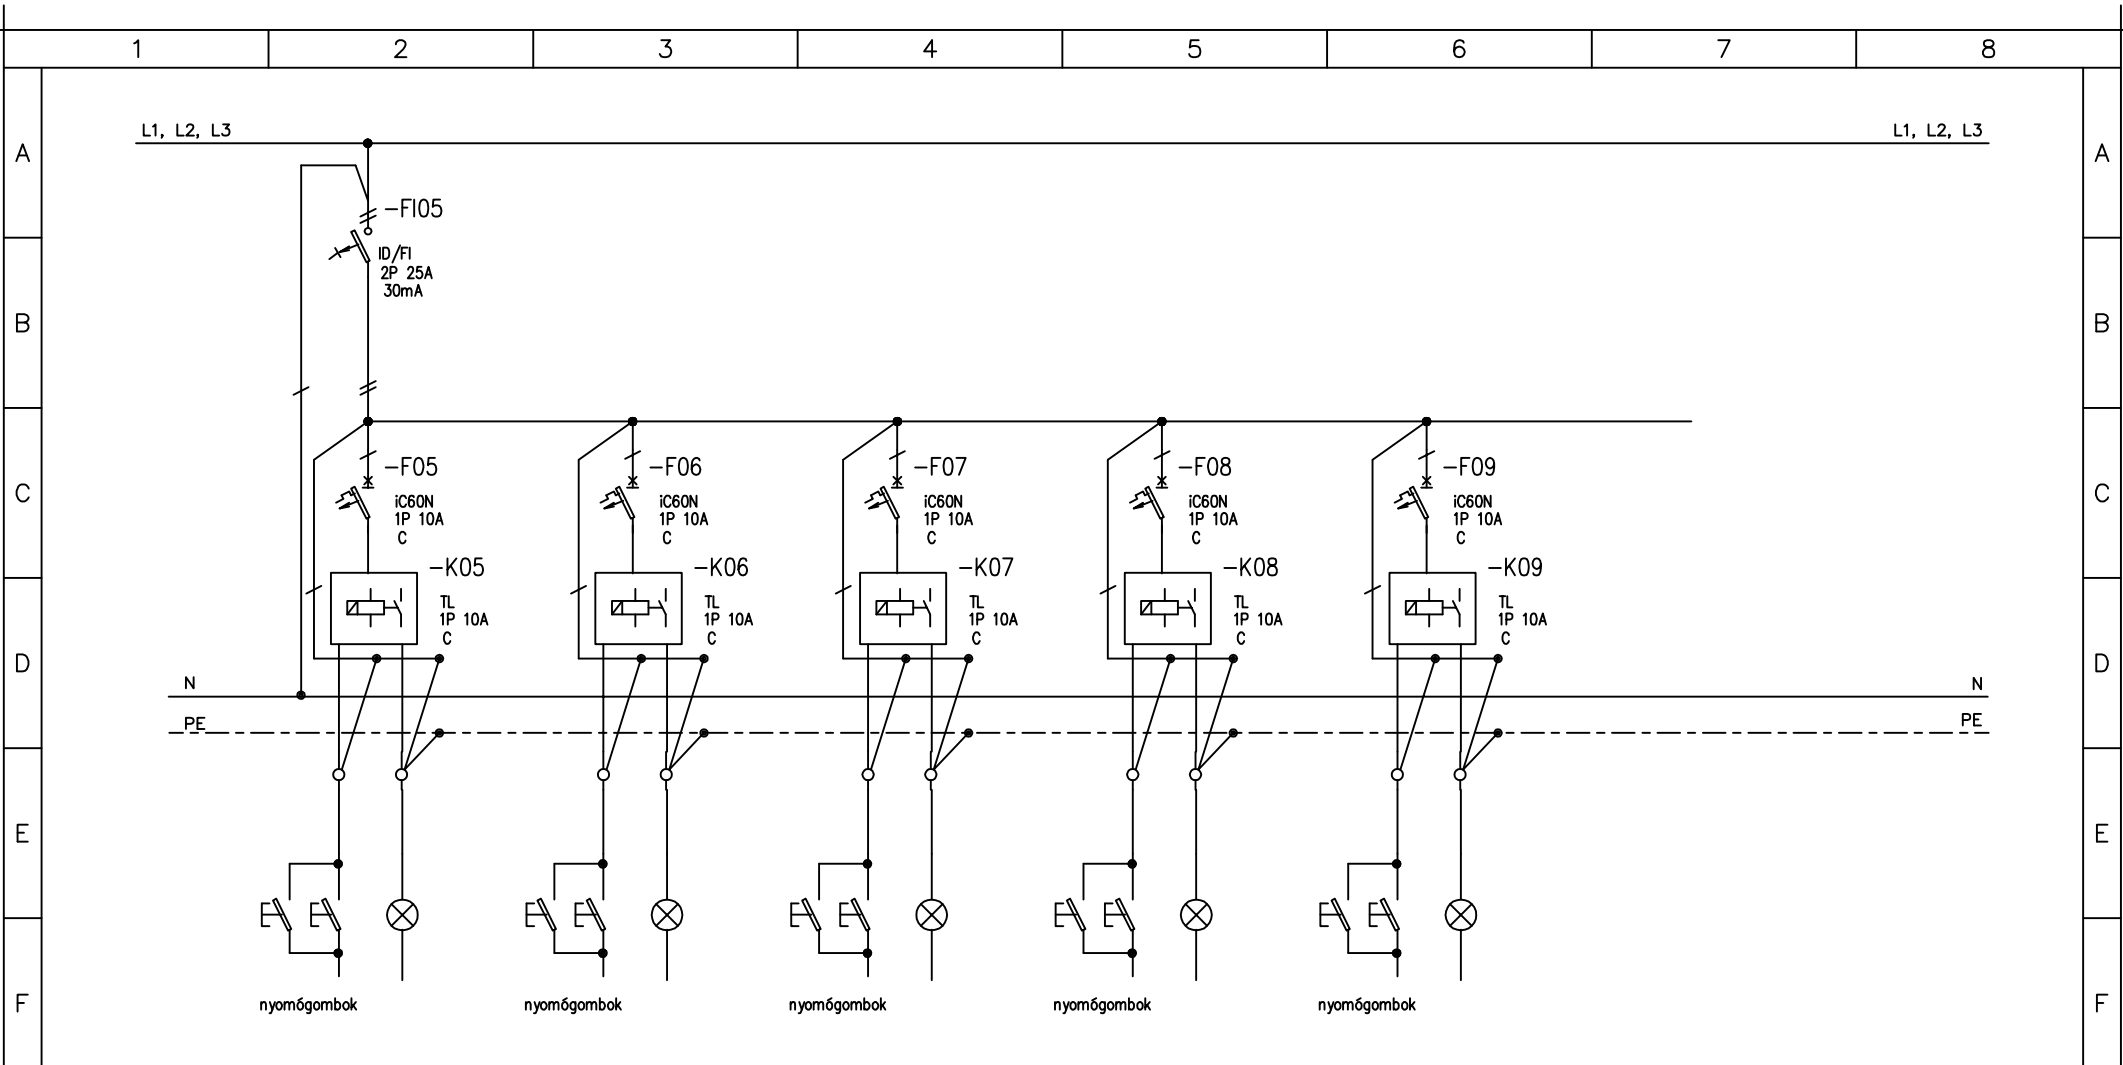 1 2 3 4 5 6 7 8
L1, L2, L3 L1, L2, L3
A A
-FI05
ID/FI
2P 25A
30mA
B B
-F05 -F06 -F07 -F08 -F09
C C
iC60N iC60N iC60N iC60N iC60N
1P 10A 1P 10A 1P 10A 1P 10A 1P 10A
C C C C C
-K05 -K06 -K07 -K08 -K09
TL TL TL TL TL
1P 10A 1P 10A 1P 10A 1P 10A 1P 10A
C C C C C
D D
N N
PE PE
E E
F nyomógombok nyomógombok nyomógombok nyomógombok nyomógombok F